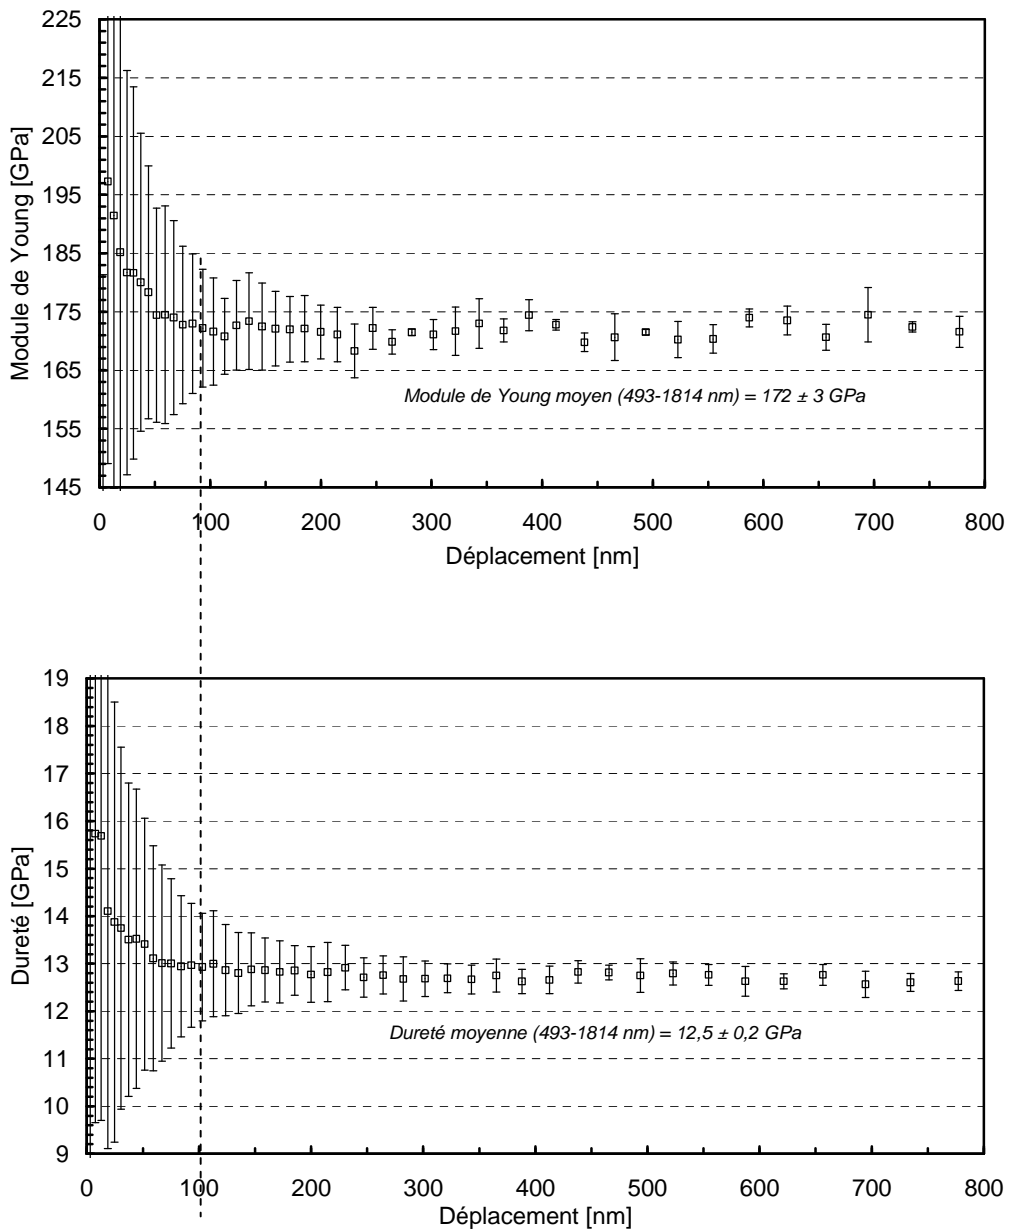 225
215
205
195
185
175
165
155
145
Module de Young [GPa]
Module de Young moyen (493-1814 nm) = 172 ± 3 GPa
0 100 200 300 400 500 600 700 800
Déplacement [nm]
19
18
17
16
15
14
13
12
11
10
9
Dureté [GPa]
Dureté moyenne (493-1814 nm) = 12,5 ± 0,2 GPa
0 100 200 300 400 500 600 700 800
Déplacement [nm]